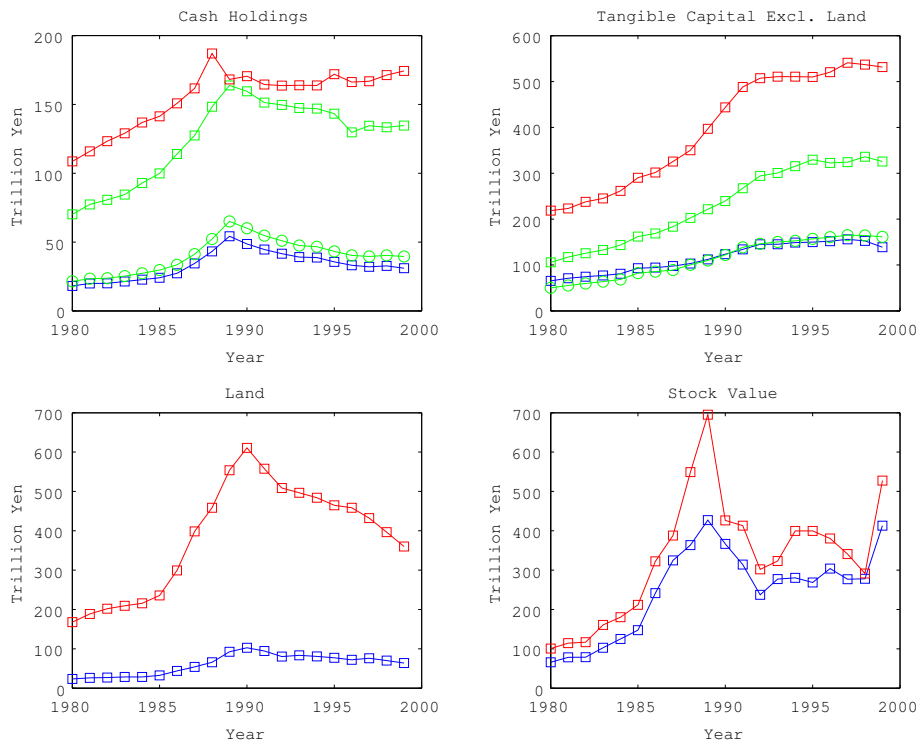 Cash Holdings
200
150
100
50
0
1980 1985 1990 1995 2000
Year
Trillion Yen
Tangible Capital Excl. Land
600
500
400
300
200
100
0
1980 1985 1990 1995 2000
Year
Trillion Yen
Land
700
600
500
400
300
200
100
0
1980 1985 1990 1995 2000
Year
Trillion Yen
Stock Value
700
600
500
400
300
200
100
0
1980 1985 1990 1995 2000
Year
Trillion Yen